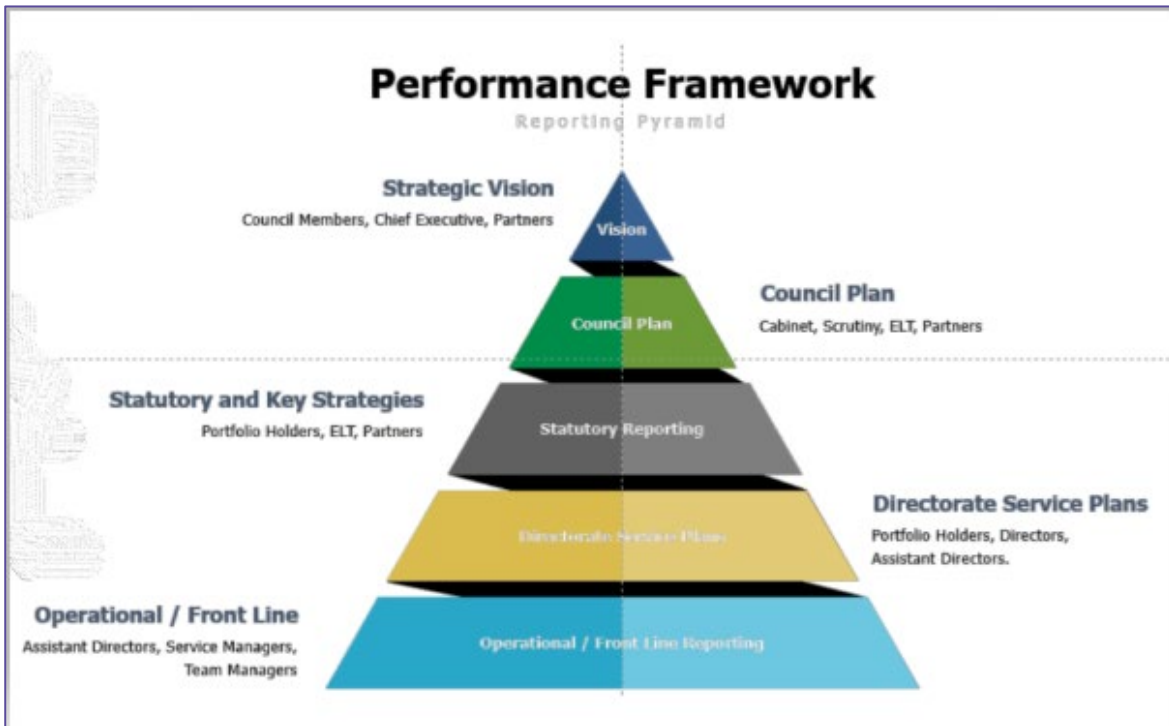 Performance Framework
Reporting Pyramid
Strategic Vision
Council Members, Chief Executive, Partners
Vision
Council Plan
Cabinet, Scrutiny, ELT, Partners
Council Plan
Statutory and Key Strategies
Portfolio Holders, ELT, Partners
Statutory Reporting
Directorate Service Plans
Portfolio Holders, Directors,
Assistant Directors.
Directorate Service Plans
Operational / Front Line
Assistant Directors, Service Managers,
Team Managers
Operational / Front Line Reporting